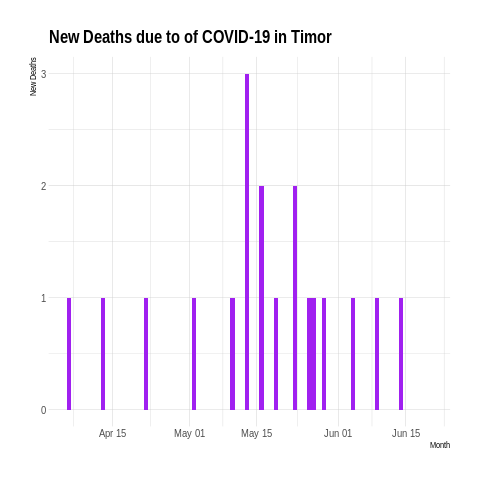 New Deaths due to of COVID-19 in Timor
New Deaths
3
2
1
0
Apr 15
May 01
May 15
Jun 01
Jun 15
Month